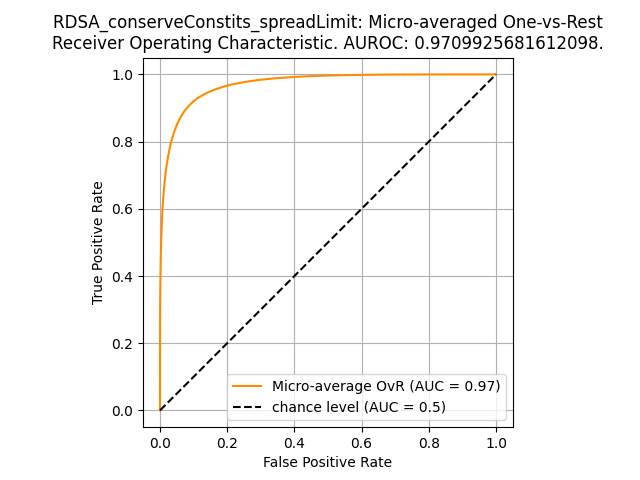 RDSA_conserveConstits_spreadLimit: Micro-averaged One-vs-Rest
Receiver Operating Characteristic. AUROC: 0.9709925681612098.
1.0
0.8
0.6
0.4
0.2
0.0
True Positive Rate
Micro-average OvR (AUC = 0.97)
chance level (AUC = 0.5)
0.0 0.2 0.4 0.6 0.8 1.0
False Positive Rate